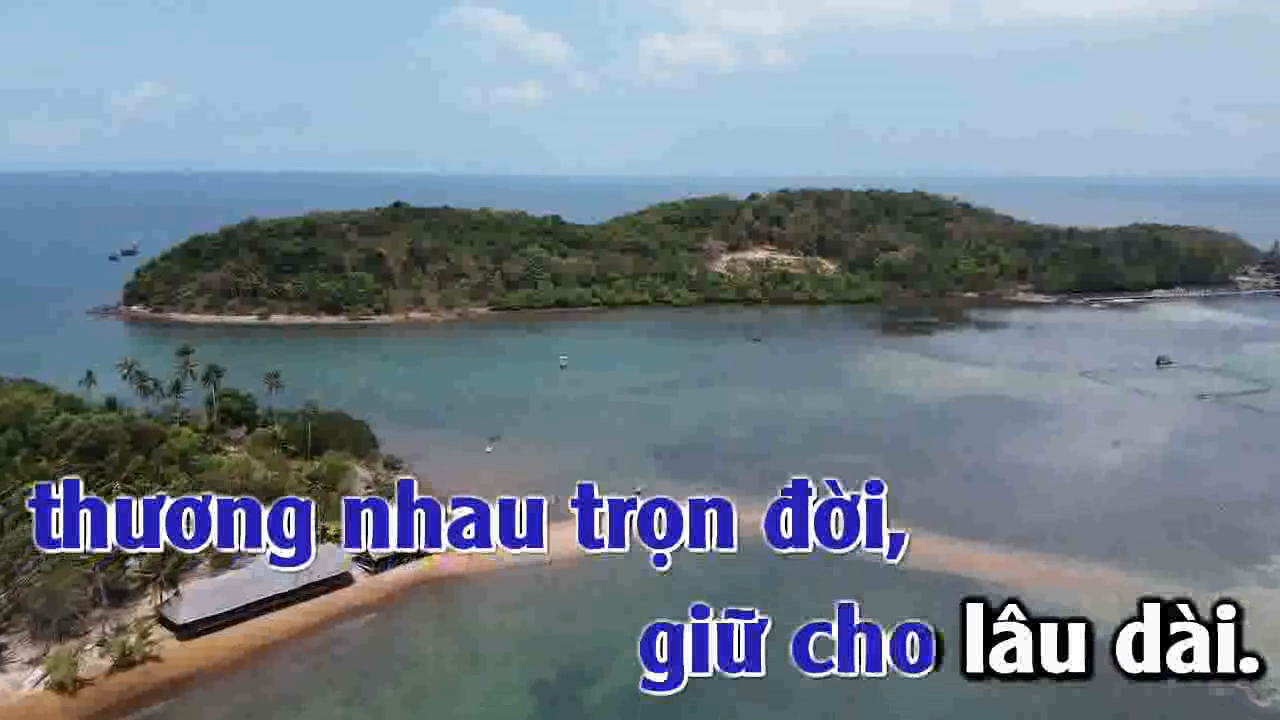 thương nhau trọn đời,
giữ cho lâu dài.